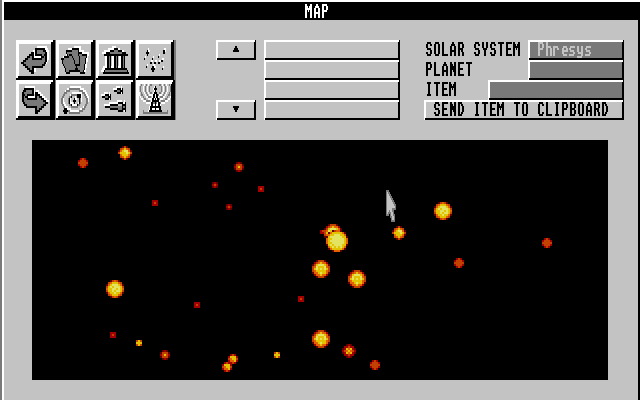 MAP
SOLAR SYSTEM Phresys
PLANET
ITEM
SEND ITEM TO CLIPBOARD